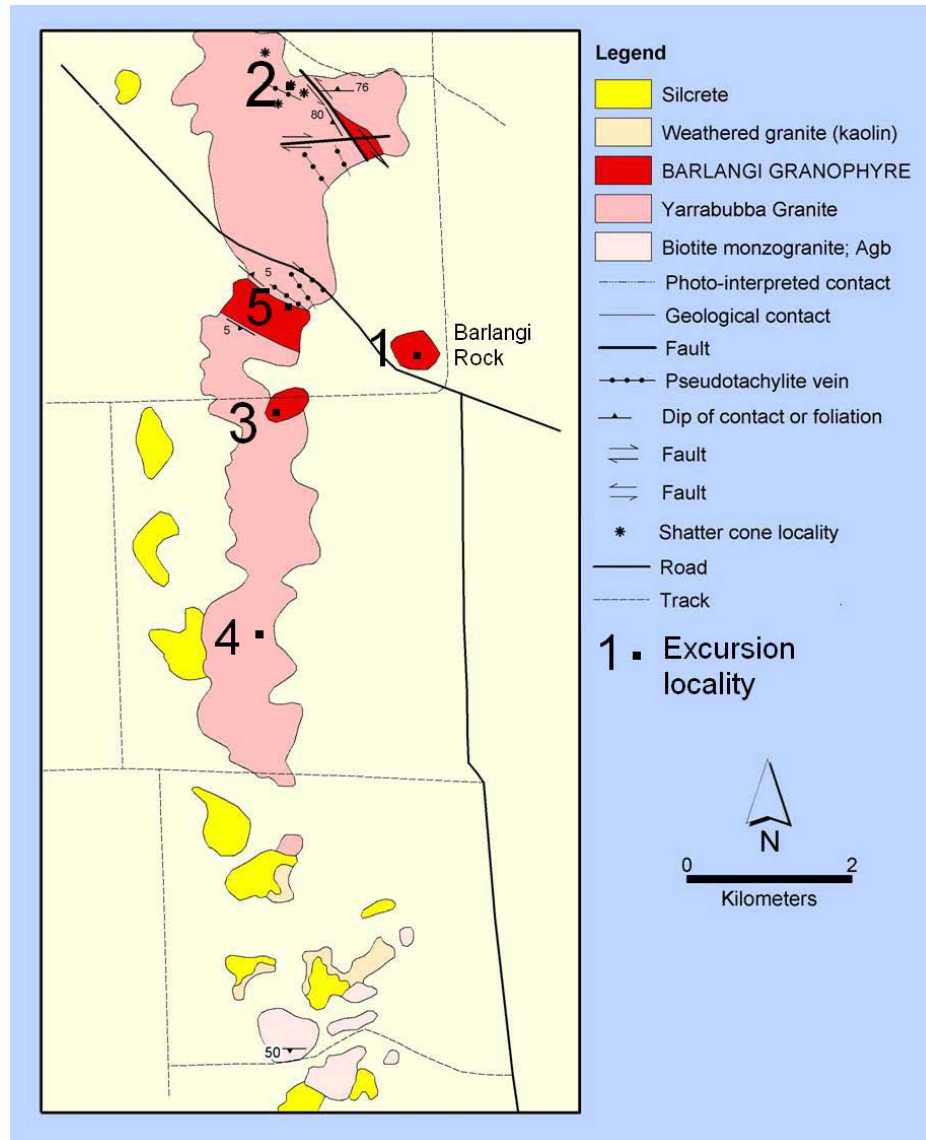 2
76
80
5
5
5
1
Barlangi
Rock
3
4
50
Legend
Silcrete
Weathered granite (kaolin)
BARLANGI GRANOPHYRE
Yarrabubba Granite
Biotite monzogranite; Agb
Photo-interpreted contact
Geological contact
Fault
Pseudotachylite vein
Dip of contact or foliation
Fault
Fault
Shatter cone locality
Road
Track
1 Excursion
locality
N
0 2
Kilometers